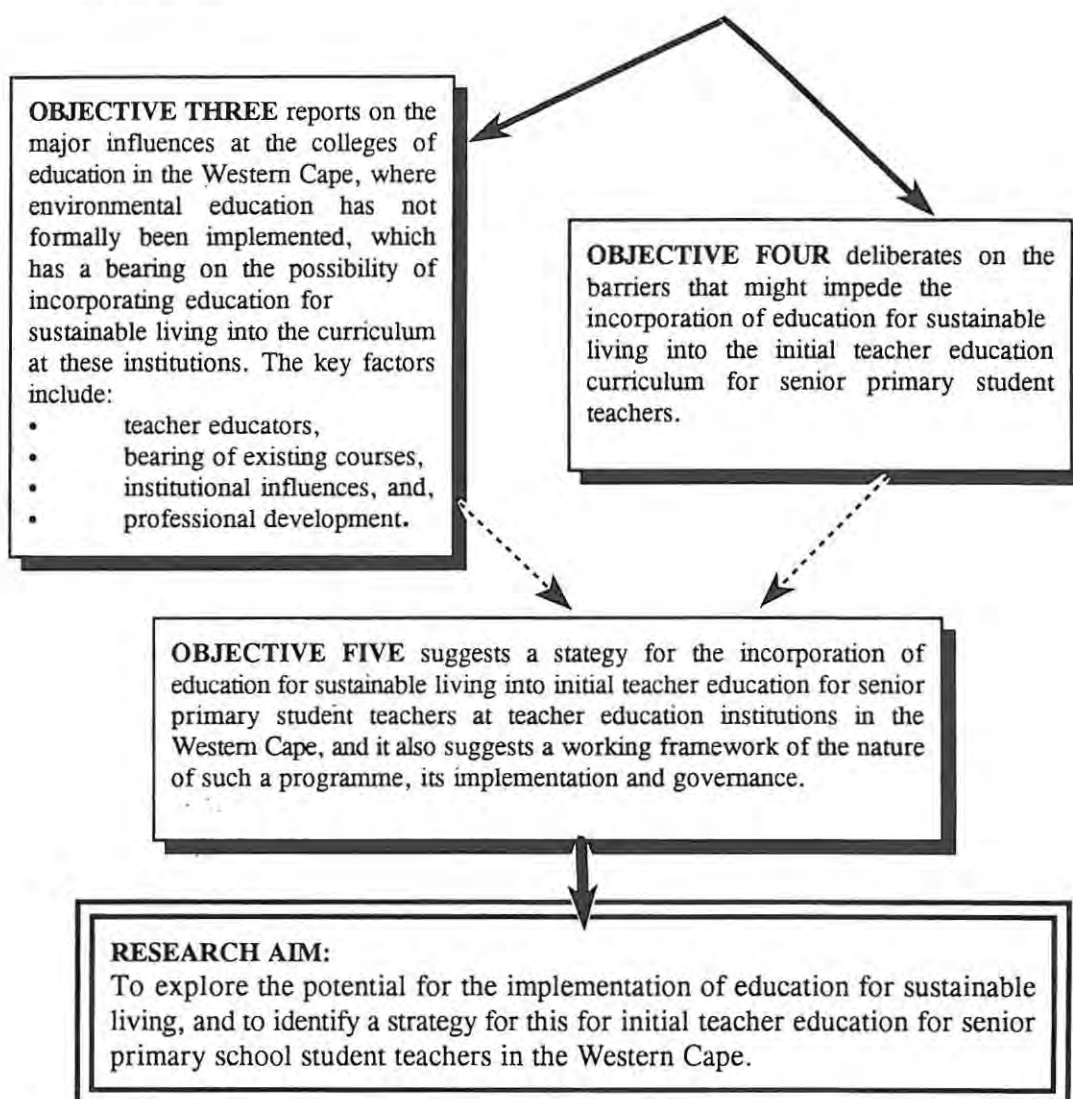 OBJECTIVE THREE reports on the
major influences at the colleges of
education in the Western Cape, where
environmental education has not
formally been implemented, which
has a bearing on the possibility of
incorporating education for
sustainable living into the curriculum
at these institutions. The key factors
include:
• teacher educators,
• bearing of existing courses,
• institutional influences, and,
• professional development.
OBJECTIVE FOUR deliberates on the
barriers that might impede the
incorporation of education for sustainable
living into the initial teacher education
curriculum for senior primary student
teachers.
OBJECTIVE FIVE suggests a stategy for the incorporation of
education for sustainable living into initial teacher education for senior
primary student teachers at teacher education institutions in the
Western Cape, and it also suggests a working framework of the nature
of such a programme, its implementation and governance.
RESEARCH AIM:
To explore the potential for the implementation of education for sustainable
living, and to identify a strategy for this for initial teacher education for senior
primary school student teachers in the Western Cape.